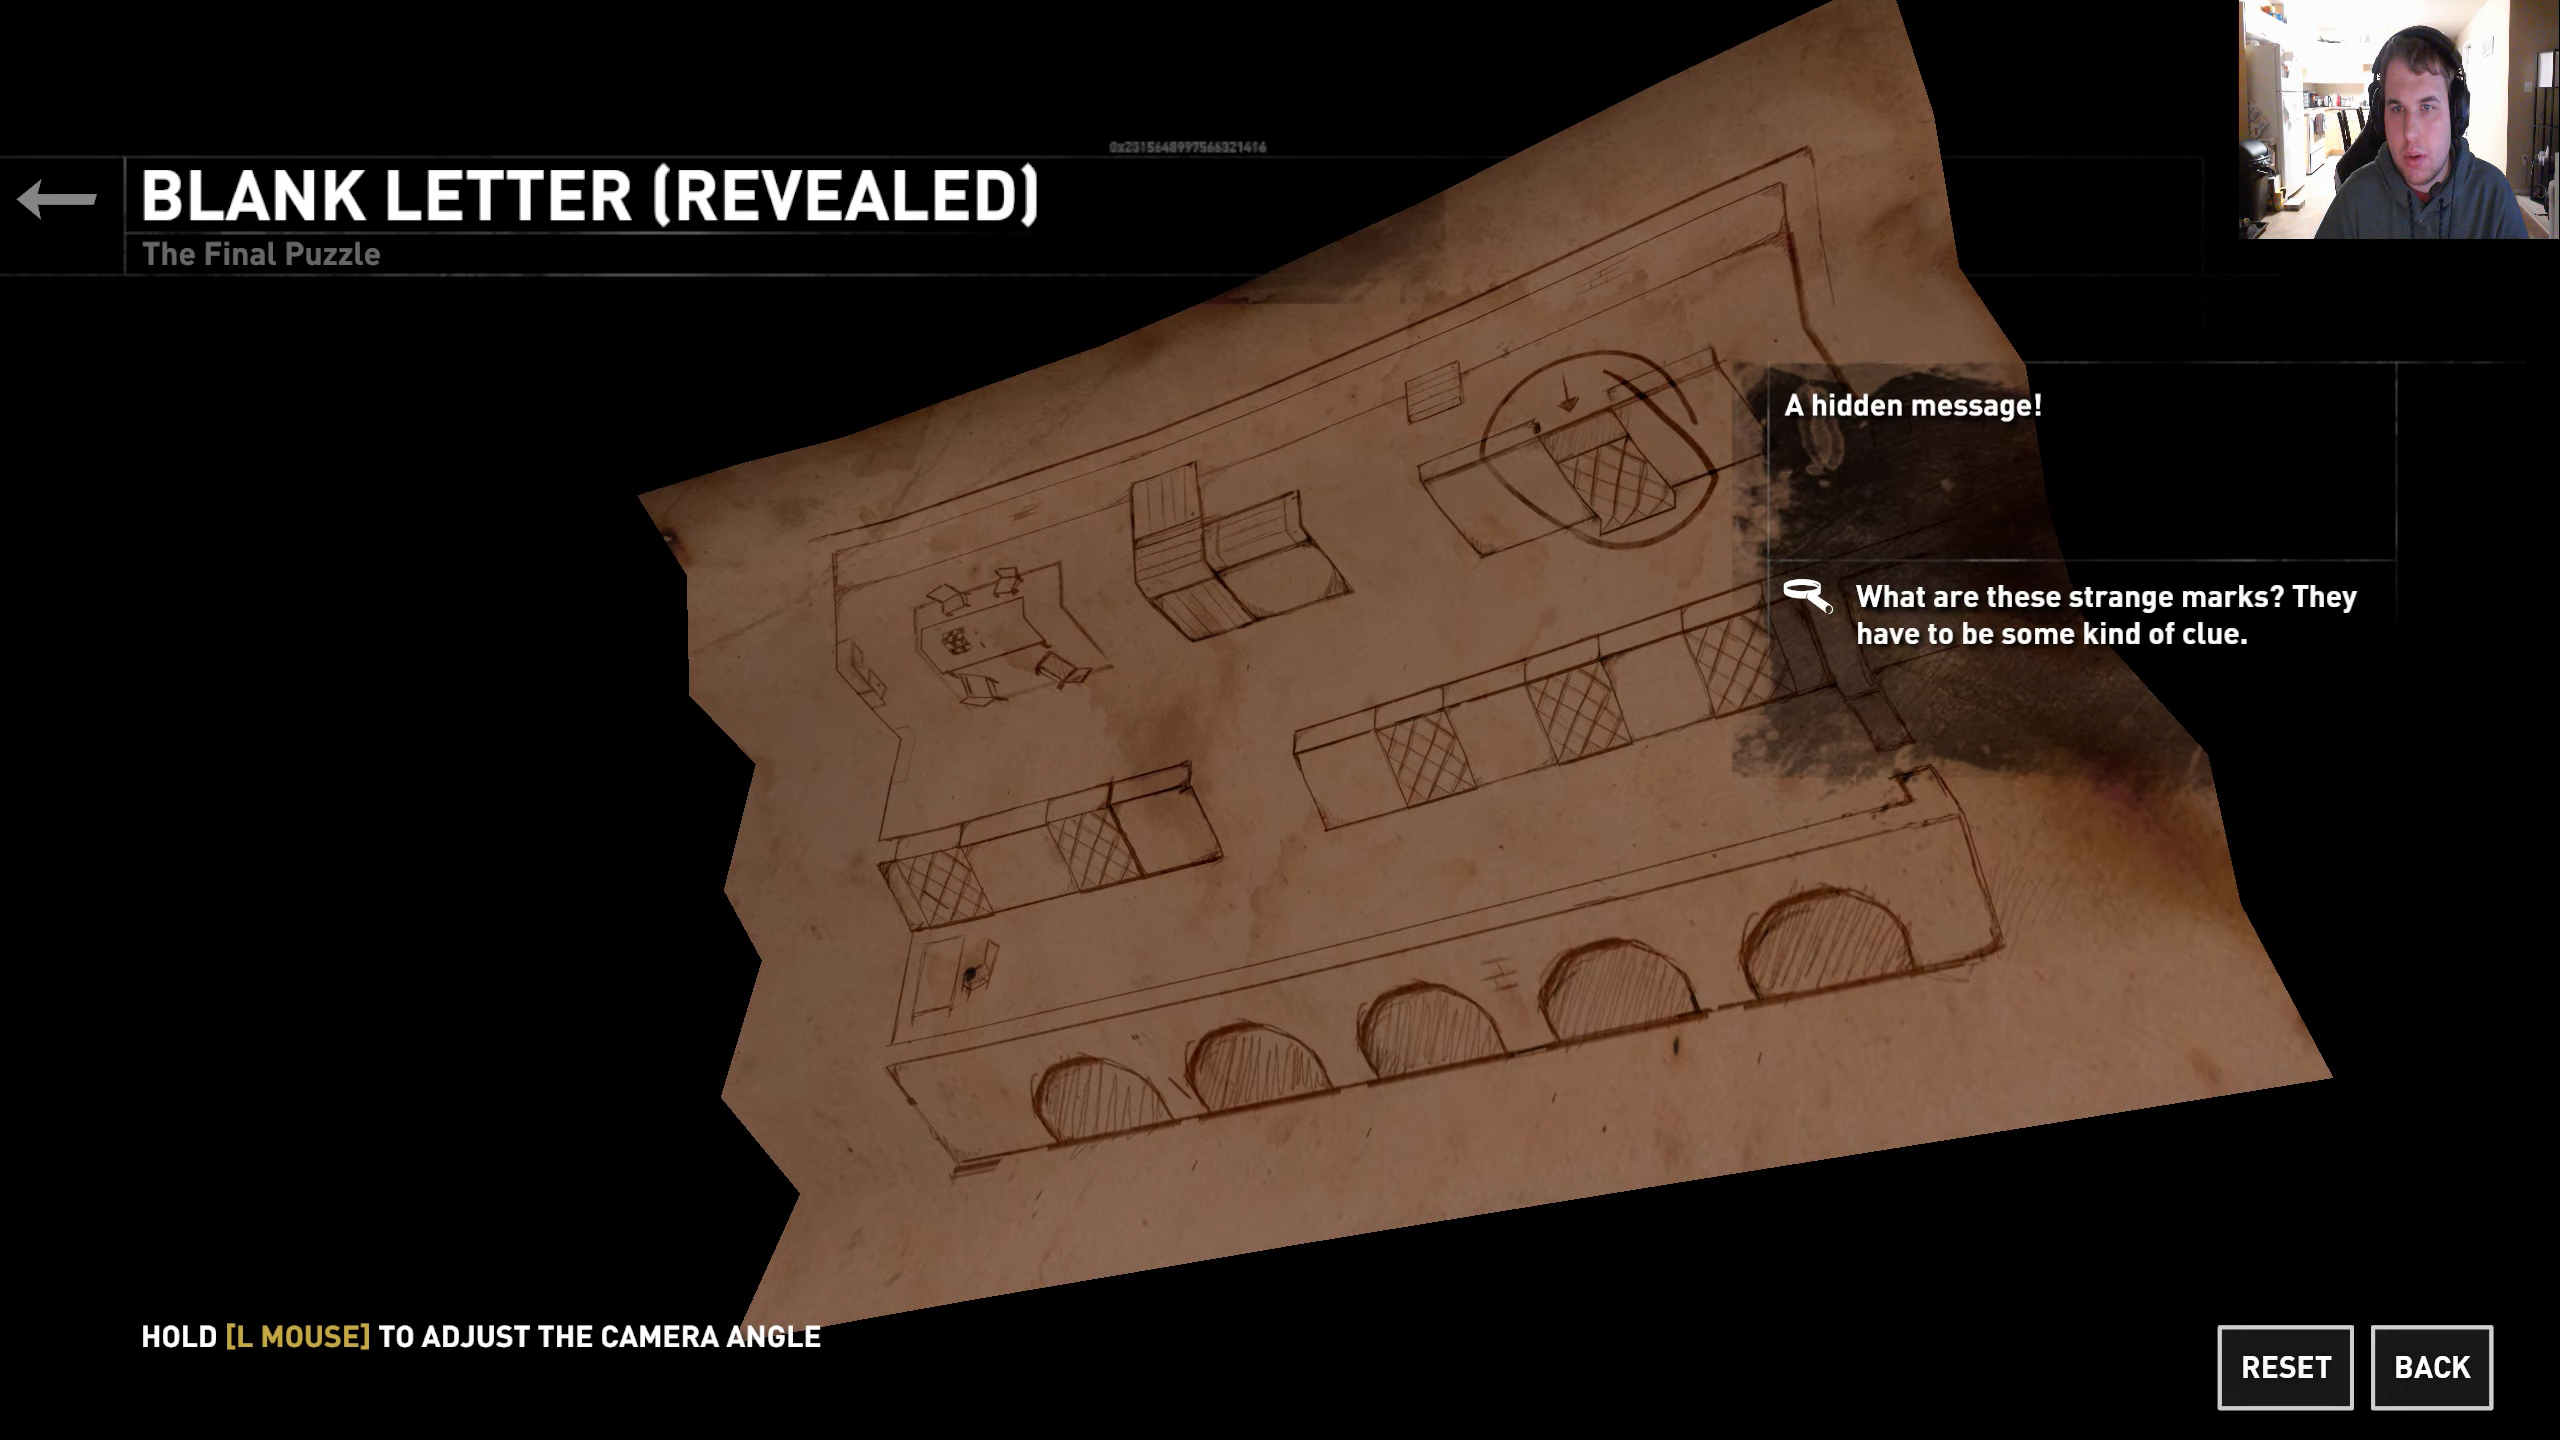 0x2315648997566321416
BLANK LETTER (REVEALED)
The Final Puzzle
A hidden message!
What are these strange marks? They
have to be some kind of clue.
HOLD [L MOUSE] TO ADJUST THE CAMERA ANGLE
RESET
BACK